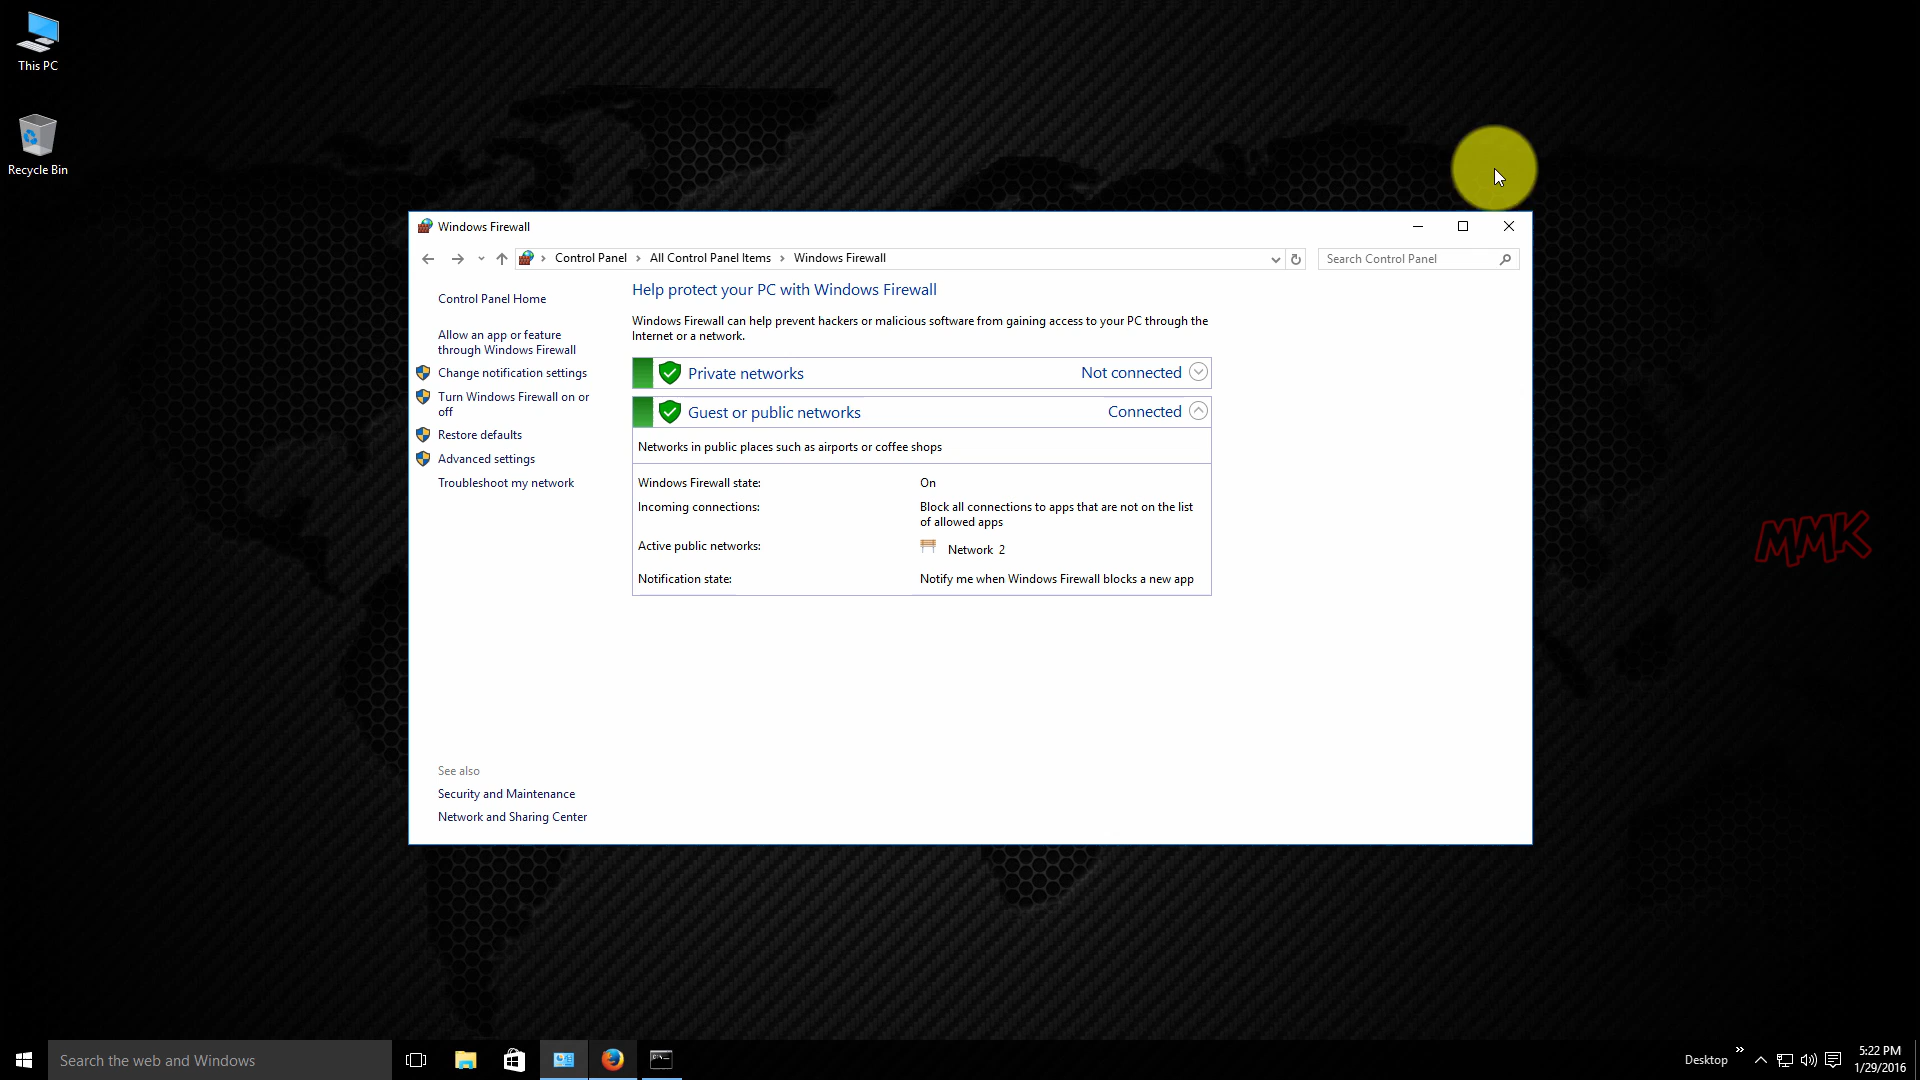 This PC
Recycle Bin
Windows Firewall
Control Panel
All Control Panel Items
Windows Firewall
Search Control Panel
Control Panel Home
Allow an app or feature
through Windows Firewall
Change notification settings
Turn Windows Firewall on or
off
Restore defaults
Advanced settings
Troubleshoot my network
Help protect your PC with Windows Firewall
Windows Firewall can help prevent hackers or malicious software from gaining access to your PC through the
Internet or a network.
Private networks
Not connected
Guest or public networks
Connected
Networks in public places such as airports or coffee shops
Windows Firewall state:
On
Incoming connections:
Block all connections to apps that are not on the list
of allowed apps
Active public networks:
Network 2
Notification state:
Notify me when Windows Firewall blocks a new app
See also
Security and Maintenance
Network and Sharing Center
MMK
Search the web and Windows
Desktop
5:22 PM
1/29/2016